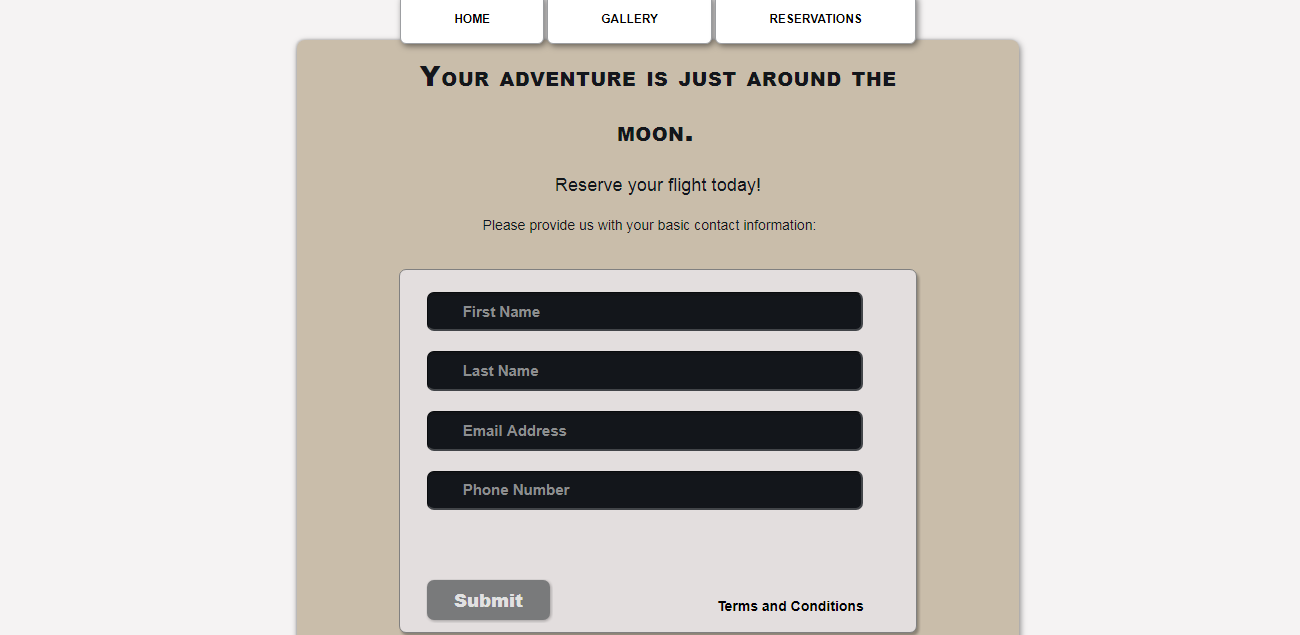 HOME GALLERY RESERVATIONS
Your adventure is just around the
moon.
Reserve your flight today!
Please provide us with your basic contact information:
First Name
Last Name
Email Address
Phone Number
Submit Terms and Conditions